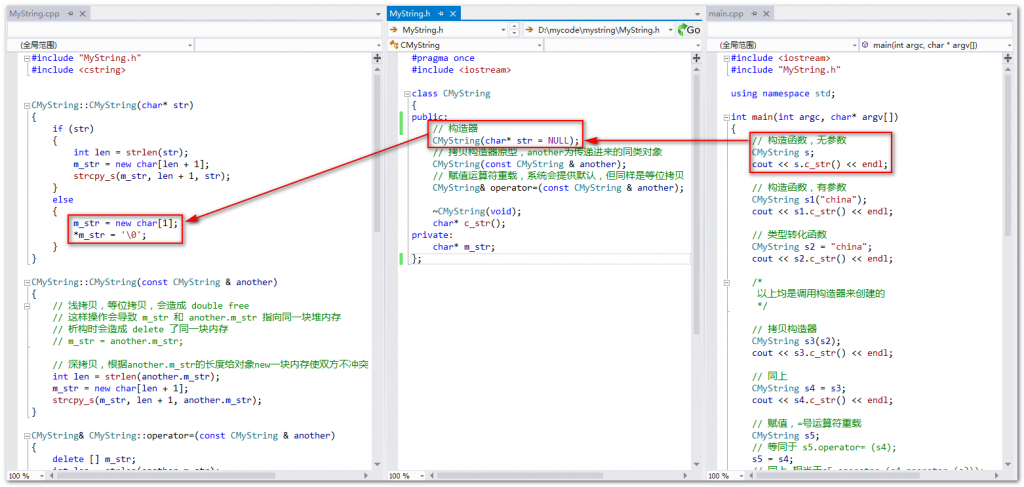 MyString.cpp
(全局范围)
#include "MyString.h"
#include <cstring>
CMyString::CMyString(char* str)
{
if (str)
{
int len = strlen(str);
m_str = new char[len + 1];
strcpy_s(m_str, len + 1, str);
}
else
{
m_str = new char[1];
*m_str = '\0';
}
}
CMyString::CMyString(const CMyString & another)
{
// 浅拷贝，等位拷贝，会造成 double free
// 这样操作会导致 m_str 和 another.m_str 指向同一块堆内存
// 析构时会造成 delete 了同一块内存
// m_str = another.m_str;
// 深拷贝，根据another.m_str的长度给对象new一块内存使双方不冲突
int len = strlen(another.m_str);
m_str = new char[len + 1];
strcpy_s(m_str, len + 1, another.m_str);
}
CMyString& CMyString::operator=(const CMyString & another)
{
delete [] m_str;
int len = strlen(another.m_str);
100 %
MyString.h
MyString.h
D:\mycode\mystring\MyString.h
Go
CMyString
#pragma once
#include <iostream>
class CMyString
{
public:
// 构造器
CMyString(char* str = NULL);
// 拷贝构造器原型，another为传递进来的同类对象
CMyString(const CMyString & another);
// 赋值运算符重载，系统会提供默认，但同样是等位拷贝
CMyString& operator=(const CMyString & another);
~CMyString(void);
char* c_str();
private:
char* m_str;
};
100 %
main.cpp
(全局范围)
main(int argc, char * argv[])
#include <iostream>
#include "MyString.h"
using namespace std;
int main(int argc, char* argv[])
{
// 构造函数，无参数
CMyString s;
cout << s.c_str() << endl;
// 构造函数，有参数
CMyString s1("china");
cout << s1.c_str() << endl;
// 类型转化函数
CMyString s2 = "china";
cout << s2.c_str() << endl;
/*
以上均是调用构造器来创建的
*/
// 拷贝构造器
CMyString s3(s2);
cout << s3.c_str() << endl;
// 同上
CMyString s4 = s3;
cout << s4.c_str() << endl;
// 赋值，=号运算符重载
CMyString s5;
// 等同于 s5.operator= (s4);
s5 = s4;
100 %